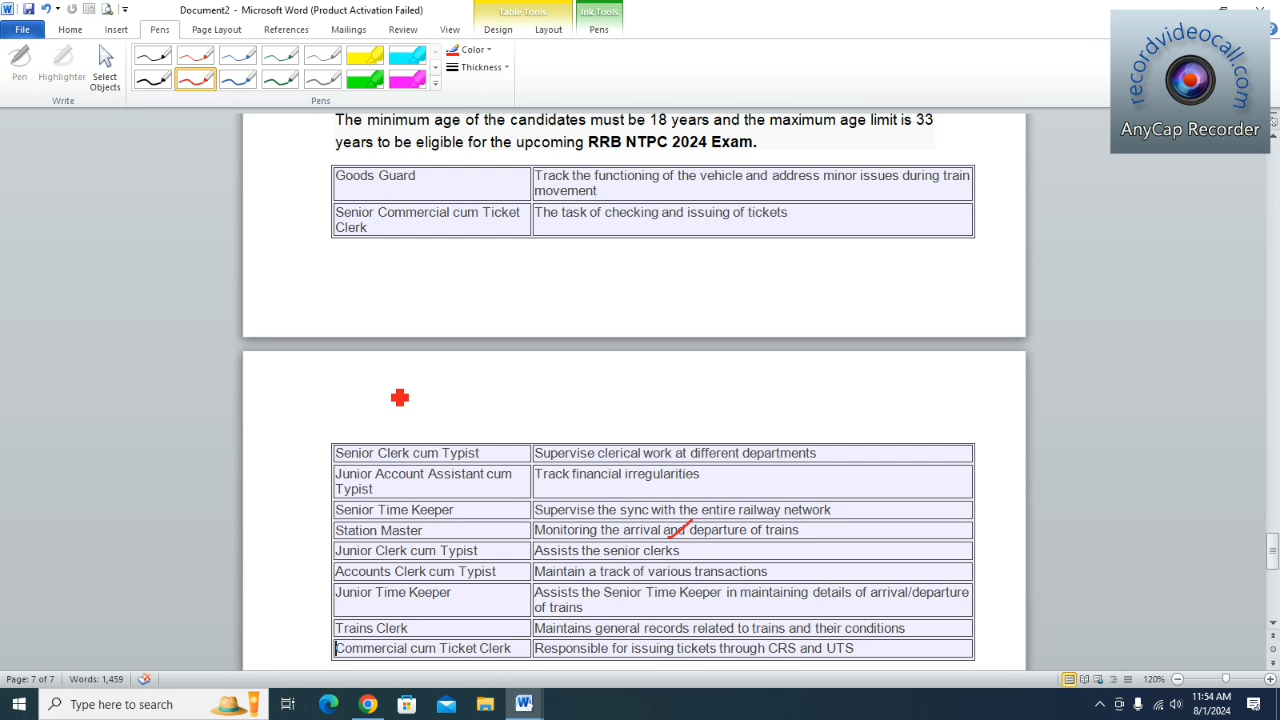 Document2 - Microsoft Word (Product Activation Failed)
Table Tools
Ink Tools
File
Home
Insert
Pens
Page Layout
References
Mailings
Review
View
Design
Layout
Pens
Pen
Highlighter
Select Objects
Color
Thickness
Write
Pens
recordvideocall.com
AnyCap Recorder
The minimum age of the candidates must be 18 years and the maximum age limit is 33
years to be eligible for the upcoming RRB NTPC 2024 Exam.
Goods Guard
Track the functioning of the vehicle and address minor issues during train
movement
Senior Commercial cum Ticket
Clerk
The task of checking and issuing of tickets
Senior Clerk cum Typist
Supervise clerical work at different departments
Junior Account Assistant cum
Typist
Track financial irregularities
Senior Time Keeper
Supervise the sync with the entire railway network
Station Master
Monitoring the arrival and departure of trains
Junior Clerk cum Typist
Assists the senior clerks
Accounts Clerk cum Typist
Maintain a track of various transactions
Junior Time Keeper
Assists the Senior Time Keeper in maintaining details of arrival/departure
of trains
Trains Clerk
Maintains general records related to trains and their conditions
Commercial cum Ticket Clerk
Responsible for issuing tickets through CRS and UTS
Page: 7 of 7
Words: 1,459
120%
Type here to search
11:54 AM
8/1/2024